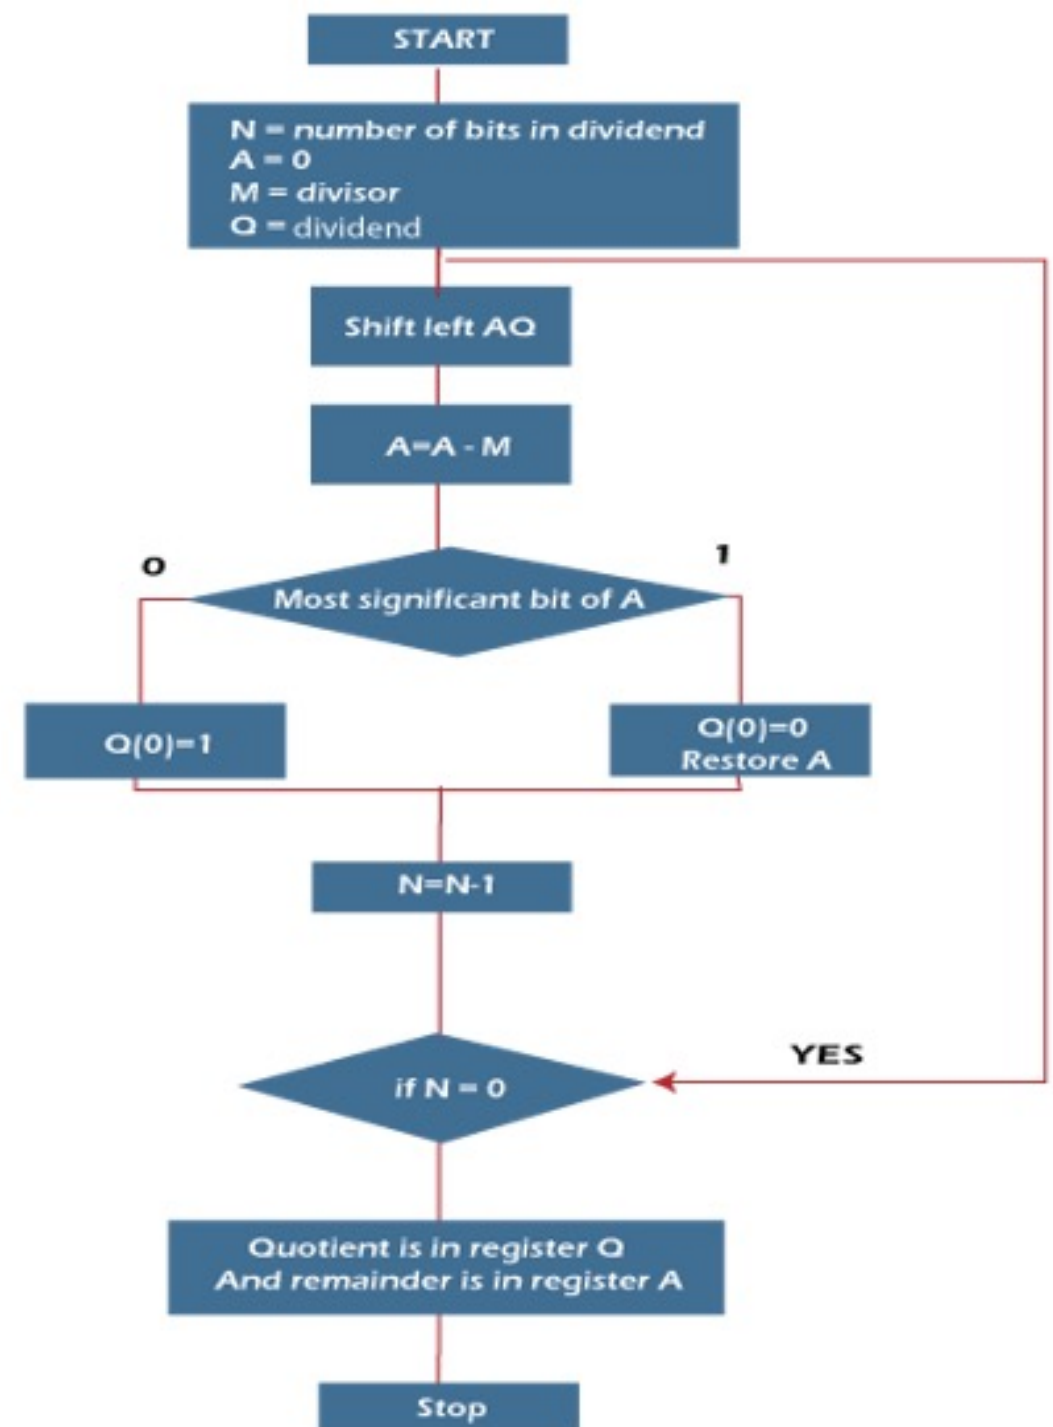 START
N = number of bits in dividend
A = 0
M = divisor
Q = dividend
Shift left AQ
A=A - M
0
1
Most significant bit of A
Q(0)=1
Q(0)=0
Restore A
N=N-1
YES
if N = 0
Quotient is in register Q
And remainder is in register A
Stop